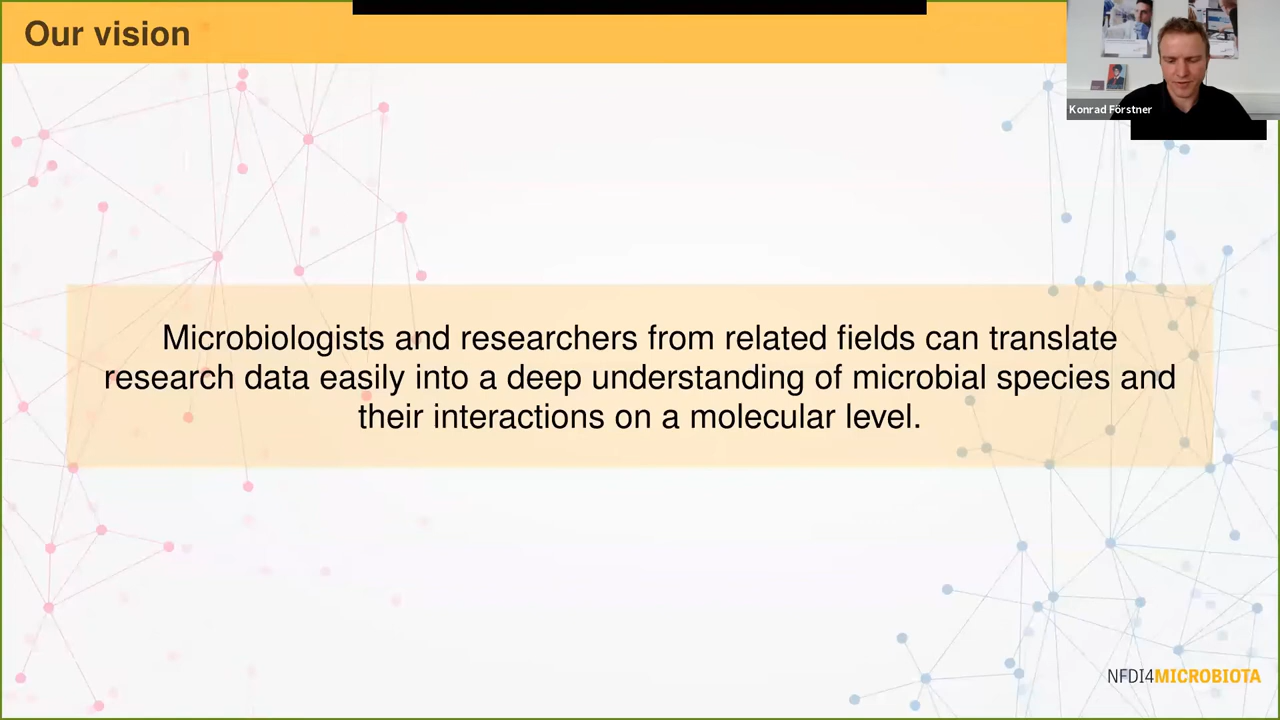 Our vision
Konrad Förstner
Microbiologists and researchers from related fields can translate
research data easily into a deep understanding of microbial species and
their interactions on a molecular level.
NFDI4MICROBIOTA